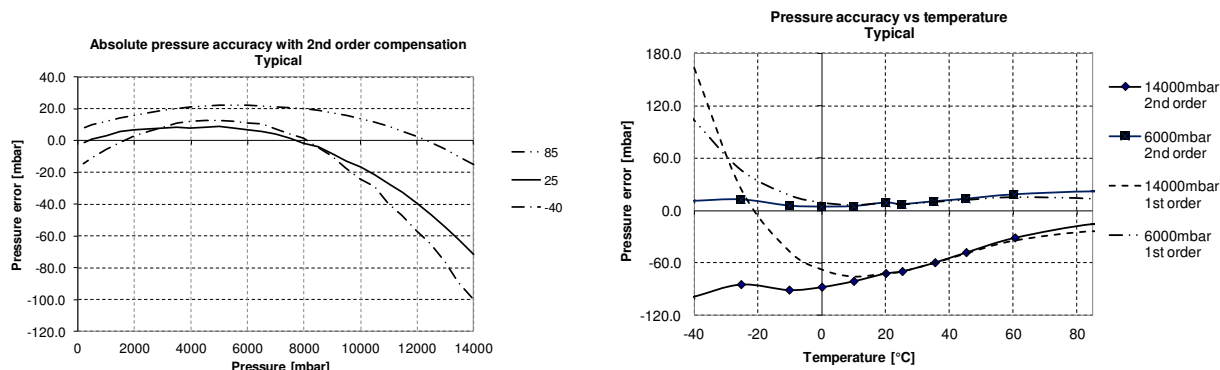 Absolute pressure accuracy with 2nd order compensation
Typical
40.0
20.0
0.0
-20.0
-40.0
-60.0
-80.0
-100.0
-120.0
0
2000
4000
6000
8000
10000
12000
14000
Pressure error [mbar]
Pressure [mbar]
85
25
-40
Pressure accuracy vs temperature
Typical
180.0
120.0
60.0
0.0
-60.0
-120.0
-40
-20
0
20
40
60
80
Pressure error [mbar]
Temperature [°C]
14000mbar
2nd order
6000mbar
2nd order
14000mbar
1st order
6000mbar
1st order